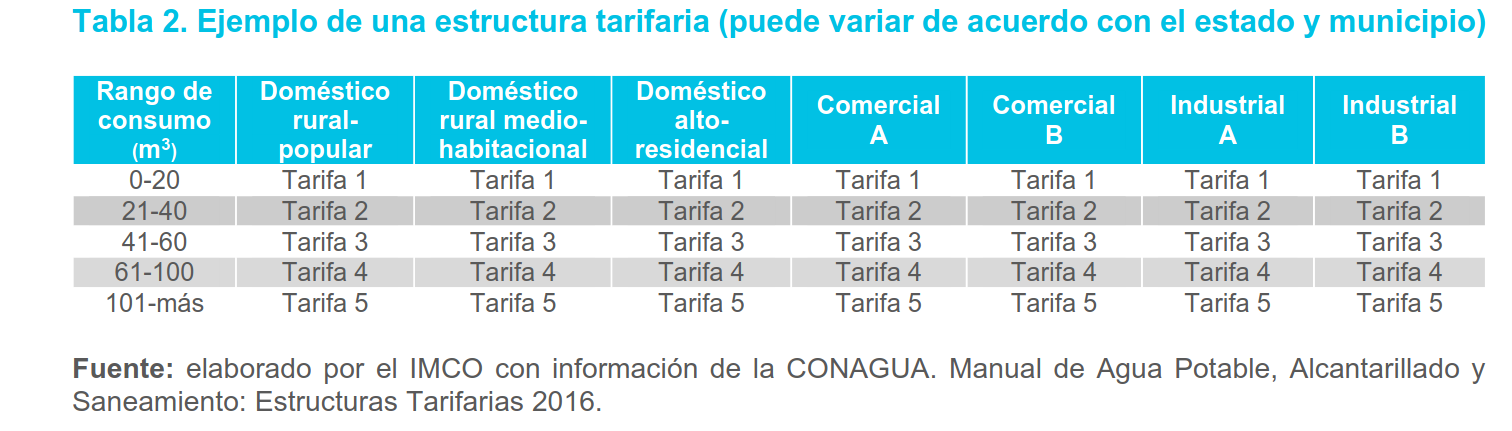 Tabla 2. Ejemplo de una estructura tarifaria (puede variar de acuerdo con el estado y municipio)
Rango de consumo (m³) Doméstico rural-popular Doméstico rural medio-habitacional Doméstico alto-residencial Comercial A Comercial B Industrial A Industrial B
0-20 Tarifa 1 Tarifa 1 Tarifa 1 Tarifa 1 Tarifa 1 Tarifa 1 Tarifa 1
21-40 Tarifa 2 Tarifa 2 Tarifa 2 Tarifa 2 Tarifa 2 Tarifa 2 Tarifa 2
41-60 Tarifa 3 Tarifa 3 Tarifa 3 Tarifa 3 Tarifa 3 Tarifa 3 Tarifa 3
61-100 Tarifa 4 Tarifa 4 Tarifa 4 Tarifa 4 Tarifa 4 Tarifa 4 Tarifa 4
101-más Tarifa 5 Tarifa 5 Tarifa 5 Tarifa 5 Tarifa 5 Tarifa 5 Tarifa 5
Fuente: elaborado por el IMCO con información de la CONAGUA. Manual de Agua Potable, Alcantarillado y
Saneamiento: Estructuras Tarifarias 2016.